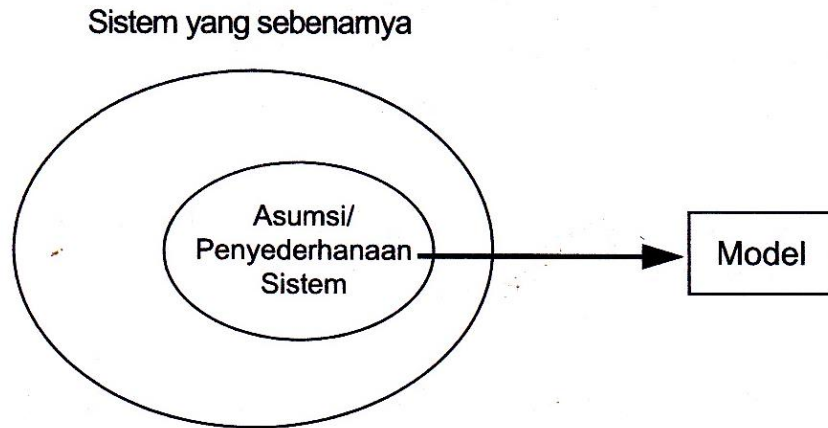 Sistem yang sebenarnya
Asumsi/
Penyederhanaan
Sistem
Model